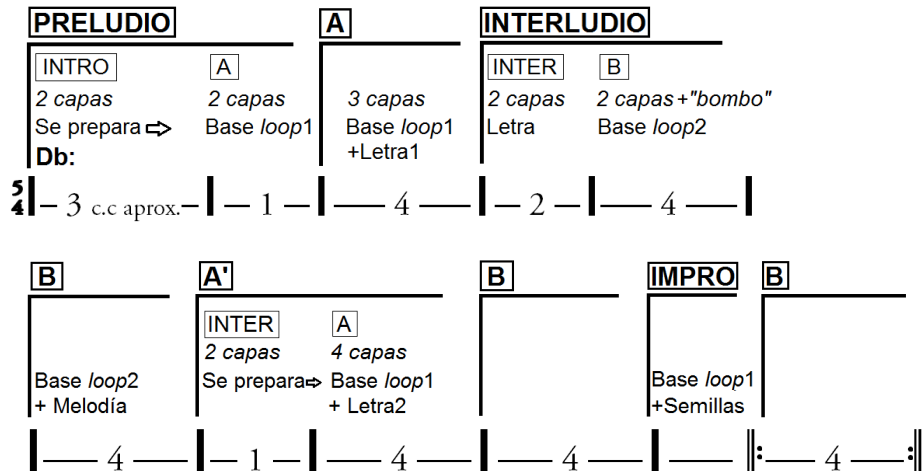 PRELUDIO A INTERLUDIO
INTRO A INTER B
2 capas 2 capas 3 capas 2 capas 2 capas+"bombo"
Se prepara ⇨ Base loop1 Base loop1 Letra Base loop2
Db: +Letra1
5/4 3 c.c aprox. 1 4 2 4
B A' B IMPRO B
INTER A
2 capas 4 capas
Base loop2 Se prepara⇨ Base loop1 Base loop1
+ Melodía + Letra2 +Semillas
4 1 4 4 4